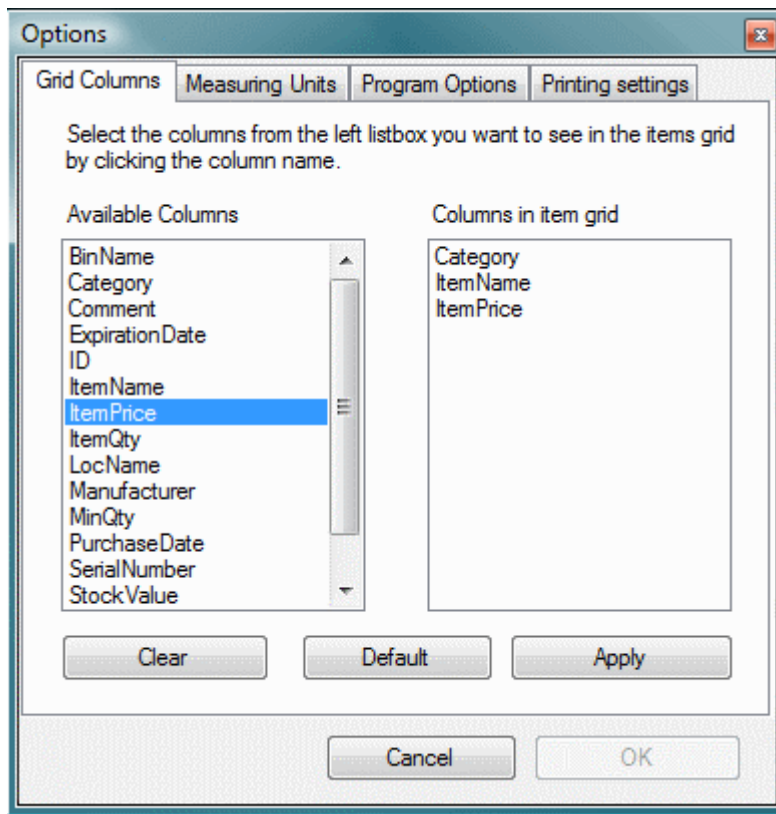 Options
Grid Columns Measuring Units Program Options Printing settings
Select the columns from the left listbox you want to see in the items grid
by clicking the column name.
Available Columns
BinName
Category
Comment
ExpirationDate
ID
ItemName
ItemPrice
ItemQty
LocName
Manufacturer
MinQty
PurchaseDate
SerialNumber
StockValue
Columns in item grid
Category
ItemName
ItemPrice
Clear Default Apply
Cancel OK